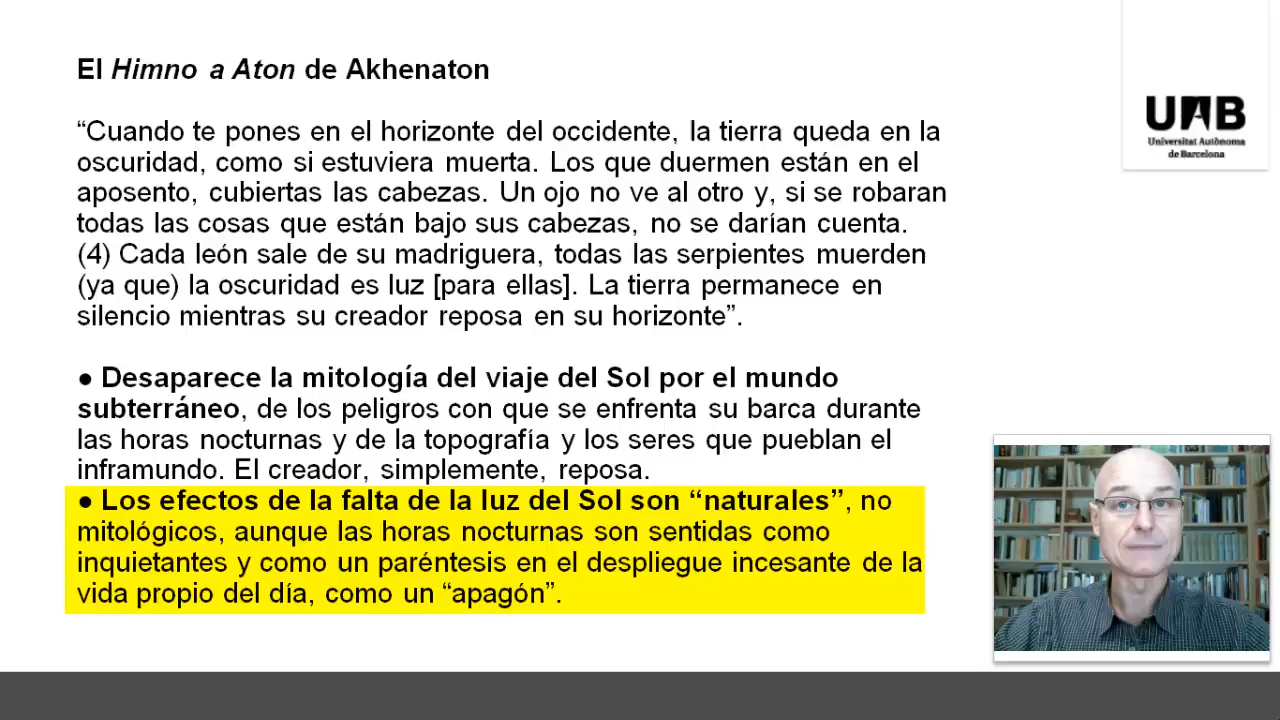 El Himno a Aton de Akhenaton
“Cuando te pones en el horizonte del occidente, la tierra queda en la
oscuridad, como si estuviera muerta. Los que duermen están en el
aposento, cubiertas las cabezas. Un ojo no ve al otro y, si se robaran
todas las cosas que están bajo sus cabezas, no se darían cuenta.
(4) Cada león sale de su madriguera, todas las serpientes muerden
(ya que) la oscuridad es luz [para ellas]. La tierra permanece en
silencio mientras su creador reposa en su horizonte”.
● Desaparece la mitología del viaje del Sol por el mundo
subterráneo, de los peligros con que se enfrenta su barca durante
las horas nocturnas y de la topografía y los seres que pueblan el
inframundo. El creador, simplemente, reposa.
● Los efectos de la falta de la luz del Sol son “naturales”, no
mitológicos, aunque las horas nocturnas son sentidas como
inquietantes y como un paréntesis en el despliegue incesante de la
vida propio del día, como un “apagón”.
UAB
Universitat Autònoma
de Barcelona